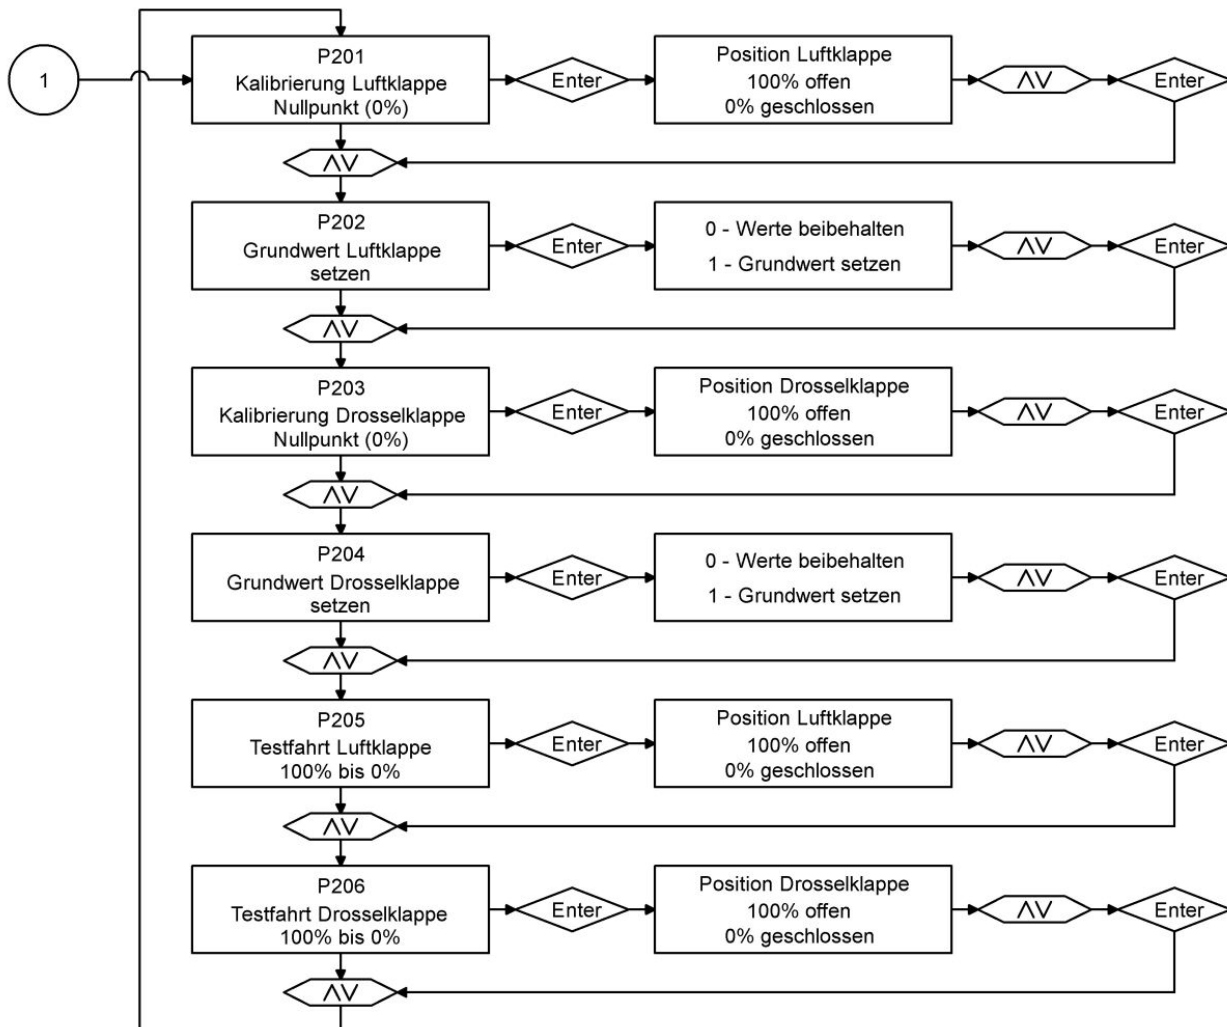 1
P201
Kalibrierung Luftklappe
Nullpunkt (0%)
Enter
Position Luftklappe
100% offen
0% geschlossen
ΛV
Enter
ΛV
P202
Grundwert Luftklappe
setzen
Enter
0 - Werte beibehalten
1 - Grundwert setzen
ΛV
Enter
ΛV
P203
Kalibrierung Drosselklappe
Nullpunkt (0%)
Enter
Position Drosselklappe
100% offen
0% geschlossen
ΛV
Enter
ΛV
P204
Grundwert Drosselklappe
setzen
Enter
0 - Werte beibehalten
1 - Grundwert setzen
ΛV
Enter
ΛV
P205
Testfahrt Luftklappe
100% bis 0%
Enter
Position Luftklappe
100% offen
0% geschlossen
ΛV
Enter
ΛV
P206
Testfahrt Drosselklappe
100% bis 0%
Enter
Position Drosselklappe
100% offen
0% geschlossen
ΛV
Enter
ΛV